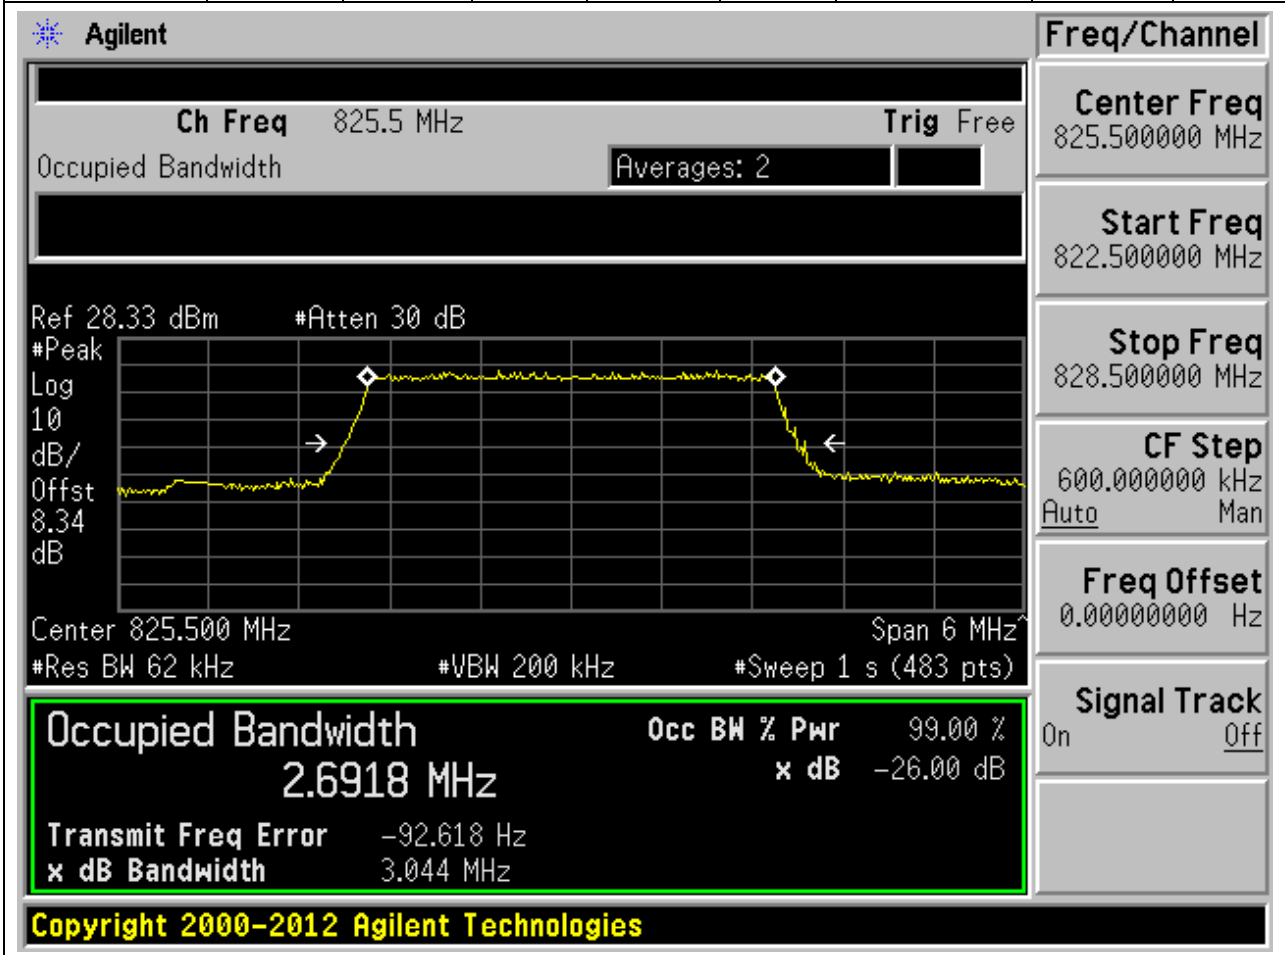 Agilent
Freq/Channel
Ch Freq 825.5 MHz Trig Free
Occupied Bandwidth Averages: 2
Center Freq
825.500000 MHz
Start Freq
822.500000 MHz
Stop Freq
828.500000 MHz
CF Step
600.000000 kHz
Auto Man
Freq Offset
0.00000000 Hz
Signal Track
On Off
Ref 28.33 dBm #Atten 30 dB
#Peak
Log
10
dB/
Offst
8.34
dB
Center 825.500 MHz Span 6 MHz^
#Res BW 62 kHz #VBW 200 kHz #Sweep 1 s (483 pts)
Occupied Bandwidth Occ BW % Pwr 99.00 %
2.6918 MHz x dB -26.00 dB
Transmit Freq Error -92.618 Hz
x dB Bandwidth 3.044 MHz
Copyright 2000-2012 Agilent Technologies